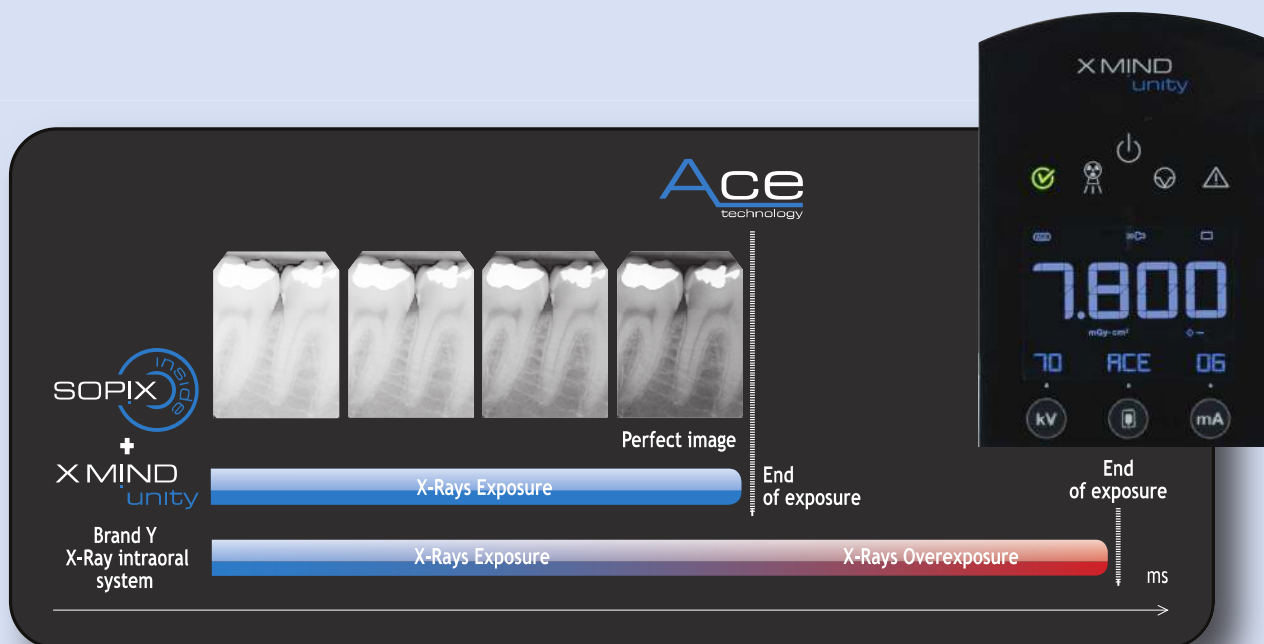 X MIND
unity
7.800
mGy·cm²
70 ACE 06
kV mA
Ace
technology
SOPIX
inside
+
X MIND
unity
Perfect image
X-Rays Exposure
End
of exposure
End
of exposure
Brand Y
X-Ray intraoral
system
X-Rays Exposure
X-Rays Overexposure
ms